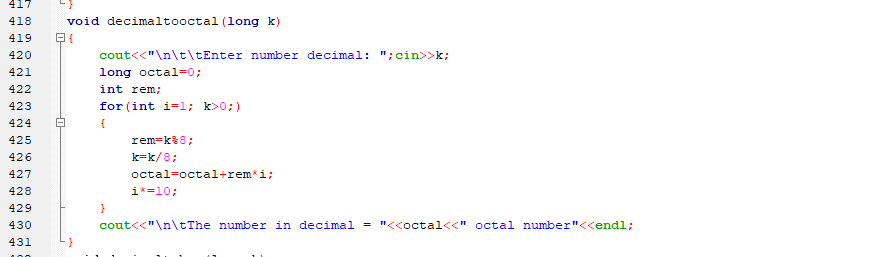 417 }
418 void decimaltooctal(long k)
419 {
420 cout<<"\n\t\tEnter number decimal: ";cin>>k;
421 long octal=0;
422 int rem;
423 for(int i=1; k>0;)
424 {
425 rem=k%8;
426 k=k/8;
427 octal=octal+rem*i;
428 i*=10;
429 }
430 cout<<"\n\tThe number in decimal = "<<octal<<" octal number"<<endl;
431 }